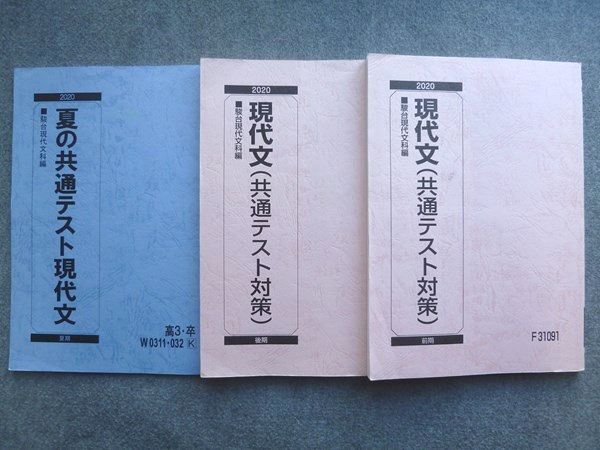 2020
夏の共通テスト現代文
■駿台現代文科編
夏期
高3・卒
W0311・032 K
2020
現代文(共通テスト対策)
■駿台現代文科編
後期
2020
現代文(共通テスト対策)
■駿台現代文科編
前期
F31091